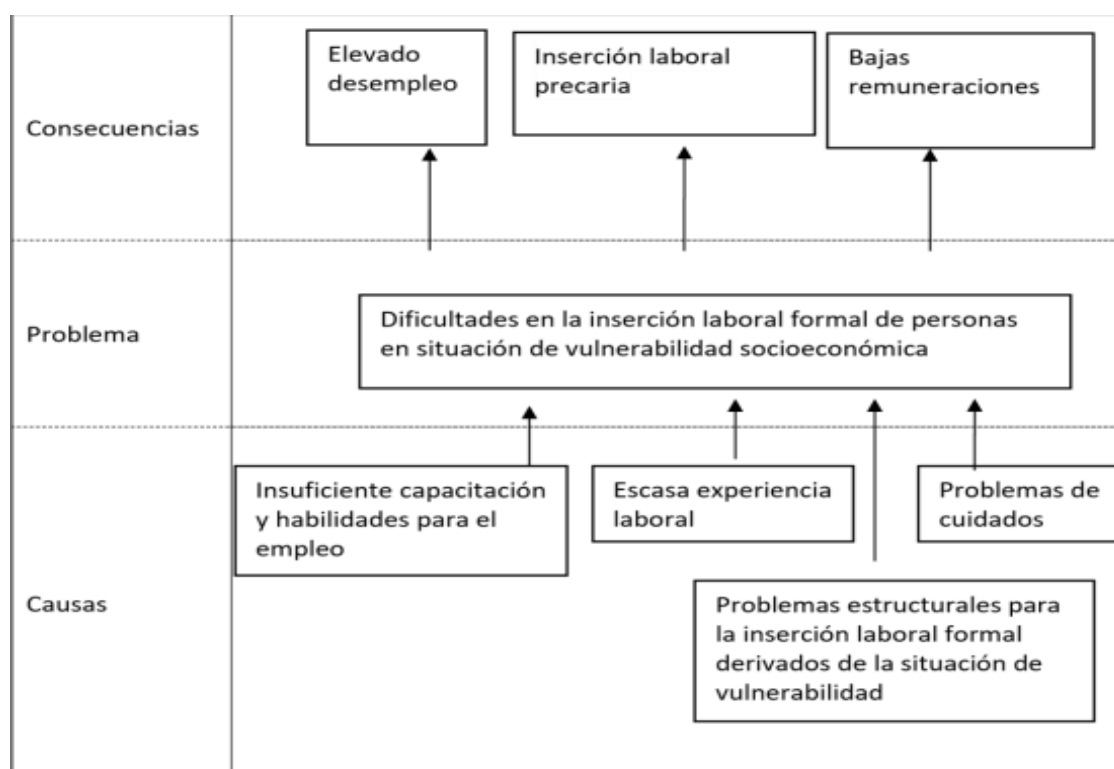 Consecuencias
Elevado
desempleo
Inserción laboral
precaria
Bajas
remuneraciones
Problema
Dificultades en la inserción laboral formal de personas
en situación de vulnerabilidad socioeconómica
Causas
Insuficiente capacitación
y habilidades para el
empleo
Escasa experiencia
laboral
Problemas de
cuidados
Problemas estructurales para
la inserción laboral formal
derivados de la situación de
vulnerabilidad